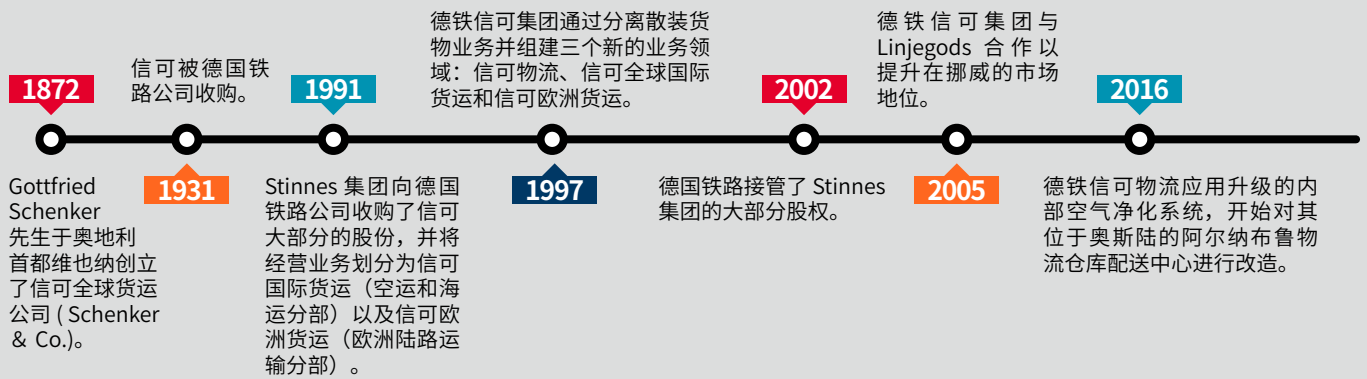 1872
Gottfried
Schenker
先生于奥地利
首都维也纳创立
了信可全球货运
公司 ( Schenker
& Co.)。
信可被德国铁
路公司收购。
1931
1991
Stinnes 集团向德国
铁路公司收购了信可
大部分的股份，并将
经营业务划分为信可
国际货运（空运和海
运分部）以及信可欧
洲货运（欧洲陆路运
输分部）。
德铁信可集团通过分离散装货
物业务并组建三个新的业务领
域：信可物流、信可全球国际
货运和信可欧洲货运。
1997
2002
德国铁路接管了 Stinnes
集团的大部分股权。
德铁信可集团与
Linjegods 合作以
提升在挪威的市场
地位。
2005
2016
德铁信可物流应用升级的内
部空气净化系统，开始对其
位于奥斯陆的阿尔纳布鲁物
流仓库配送中心进行改造。